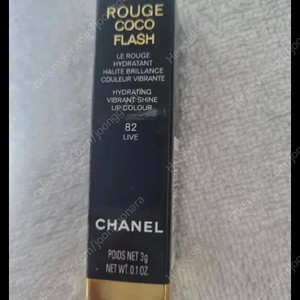 ROUGE
COCO
FLASH
LE ROUGE
HYDRATANT
HAUTE BRILLANCE
COULEUR VIBRANTE
HYDRATING
VIBRANT SHINE
LIP COLOUR
82
LIVE
CHANEL
POIDS NET 3g
NET WT. 0.1 OZ.